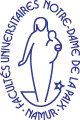 • FACULTÉS UNIVERSITAIRES NOTRE-DAME DE LA PAIX •
NAMUR